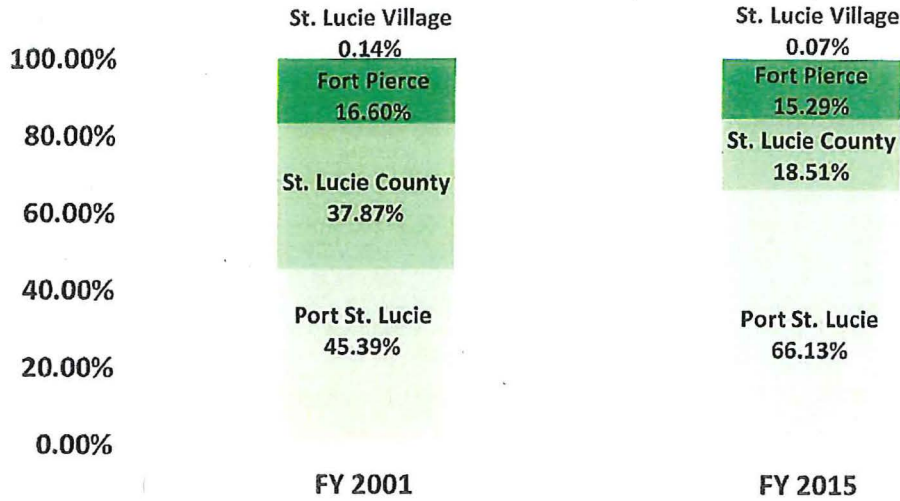 St. Lucie Village
0.14%
Fort Pierce
16.60%
St. Lucie County
37.87%
Port St. Lucie
45.39%
St. Lucie Village
0.07%
Fort Pierce
15.29%
St. Lucie County
18.51%
Port St. Lucie
66.13%
100.00%
80.00%
60.00%
40.00%
20.00%
0.00%
FY 2001
FY 2015